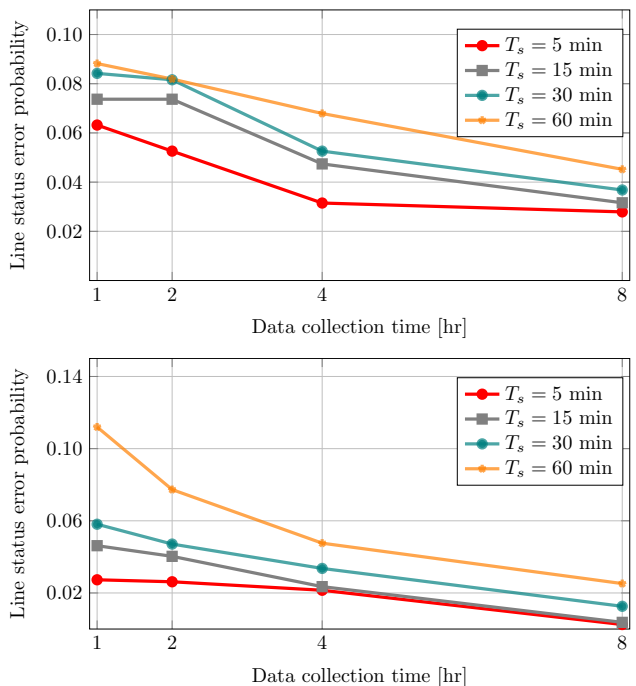 Line status error probability
0.10
0.08
0.06
0.04
0.02
T_s = 5 min
T_s = 15 min
T_s = 30 min
T_s = 60 min
1 2 4 8
Data collection time [hr]
Line status error probability
0.14
0.10
0.06
0.02
T_s = 5 min
T_s = 15 min
T_s = 30 min
T_s = 60 min
1 2 4 8
Data collection time [hr]